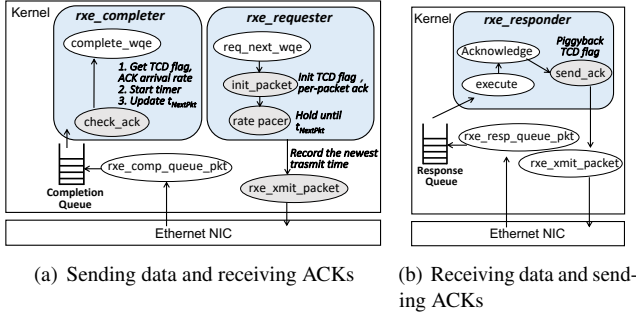 Kernel
rxe_completer
complete_wqe
1. Get TCD flag,
ACK arrival rate
2. Start timer
3. Update tNextPkt
check_ack
Completion
Queue
rxe_comp_queue_pkt
rxe_requester
req_next_wqe
init_packet
Init TCD flag ,
per-packet ack
rate pacer
Hold until
tNextPkt
Record the newest
trasmit time
rxe_xmit_packet
Ethernet NIC
(a) Sending data and receiving ACKs
Kernel
rxe_responder
Acknowledge
Piggyback
TCD flag
send_ack
execute
rxe_resp_queue_pkt
Response
Queue
rxe_xmit_packet
Ethernet NIC
(b) Receiving data and send-
ing ACKs